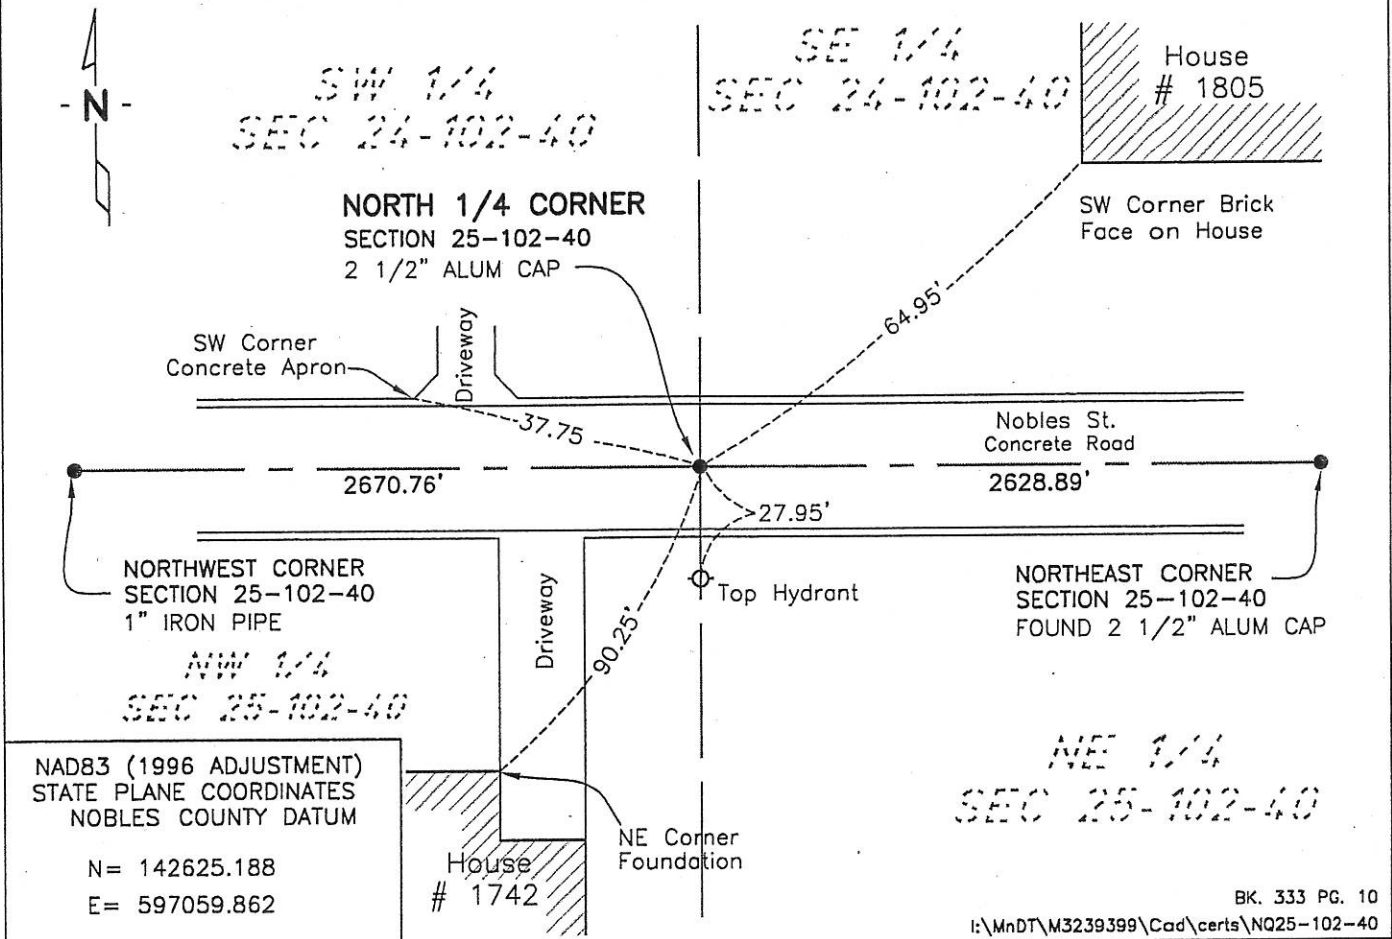 N
SW 1/4
SEC 24-102-40
SE 1/4
SEC 24-102-40
House
# 1805
SW Corner Brick
Face on House
NORTH 1/4 CORNER
SECTION 25-102-40
2 1/2" ALUM CAP
64.95'
SW Corner
Concrete Apron
Driveway
37.75
Nobles St.
Concrete Road
2670.76'
2628.89'
27.95'
NORTHWEST CORNER
SECTION 25-102-40
1" IRON PIPE
Driveway
90.25'
Top Hydrant
NORTHEAST CORNER
SECTION 25-102-40
FOUND 2 1/2" ALUM CAP
NW 1/4
SEC 25-102-40
NE 1/4
SEC 25-102-40
NAD83 (1996 ADJUSTMENT)
STATE PLANE COORDINATES
NOBLES COUNTY DATUM
N= 142625.188
E= 597059.862
NE Corner
Foundation
House
# 1742
BK. 333 PG. 10
I:\MnDT\M3239399\Cad\certs\NQ25-102-40